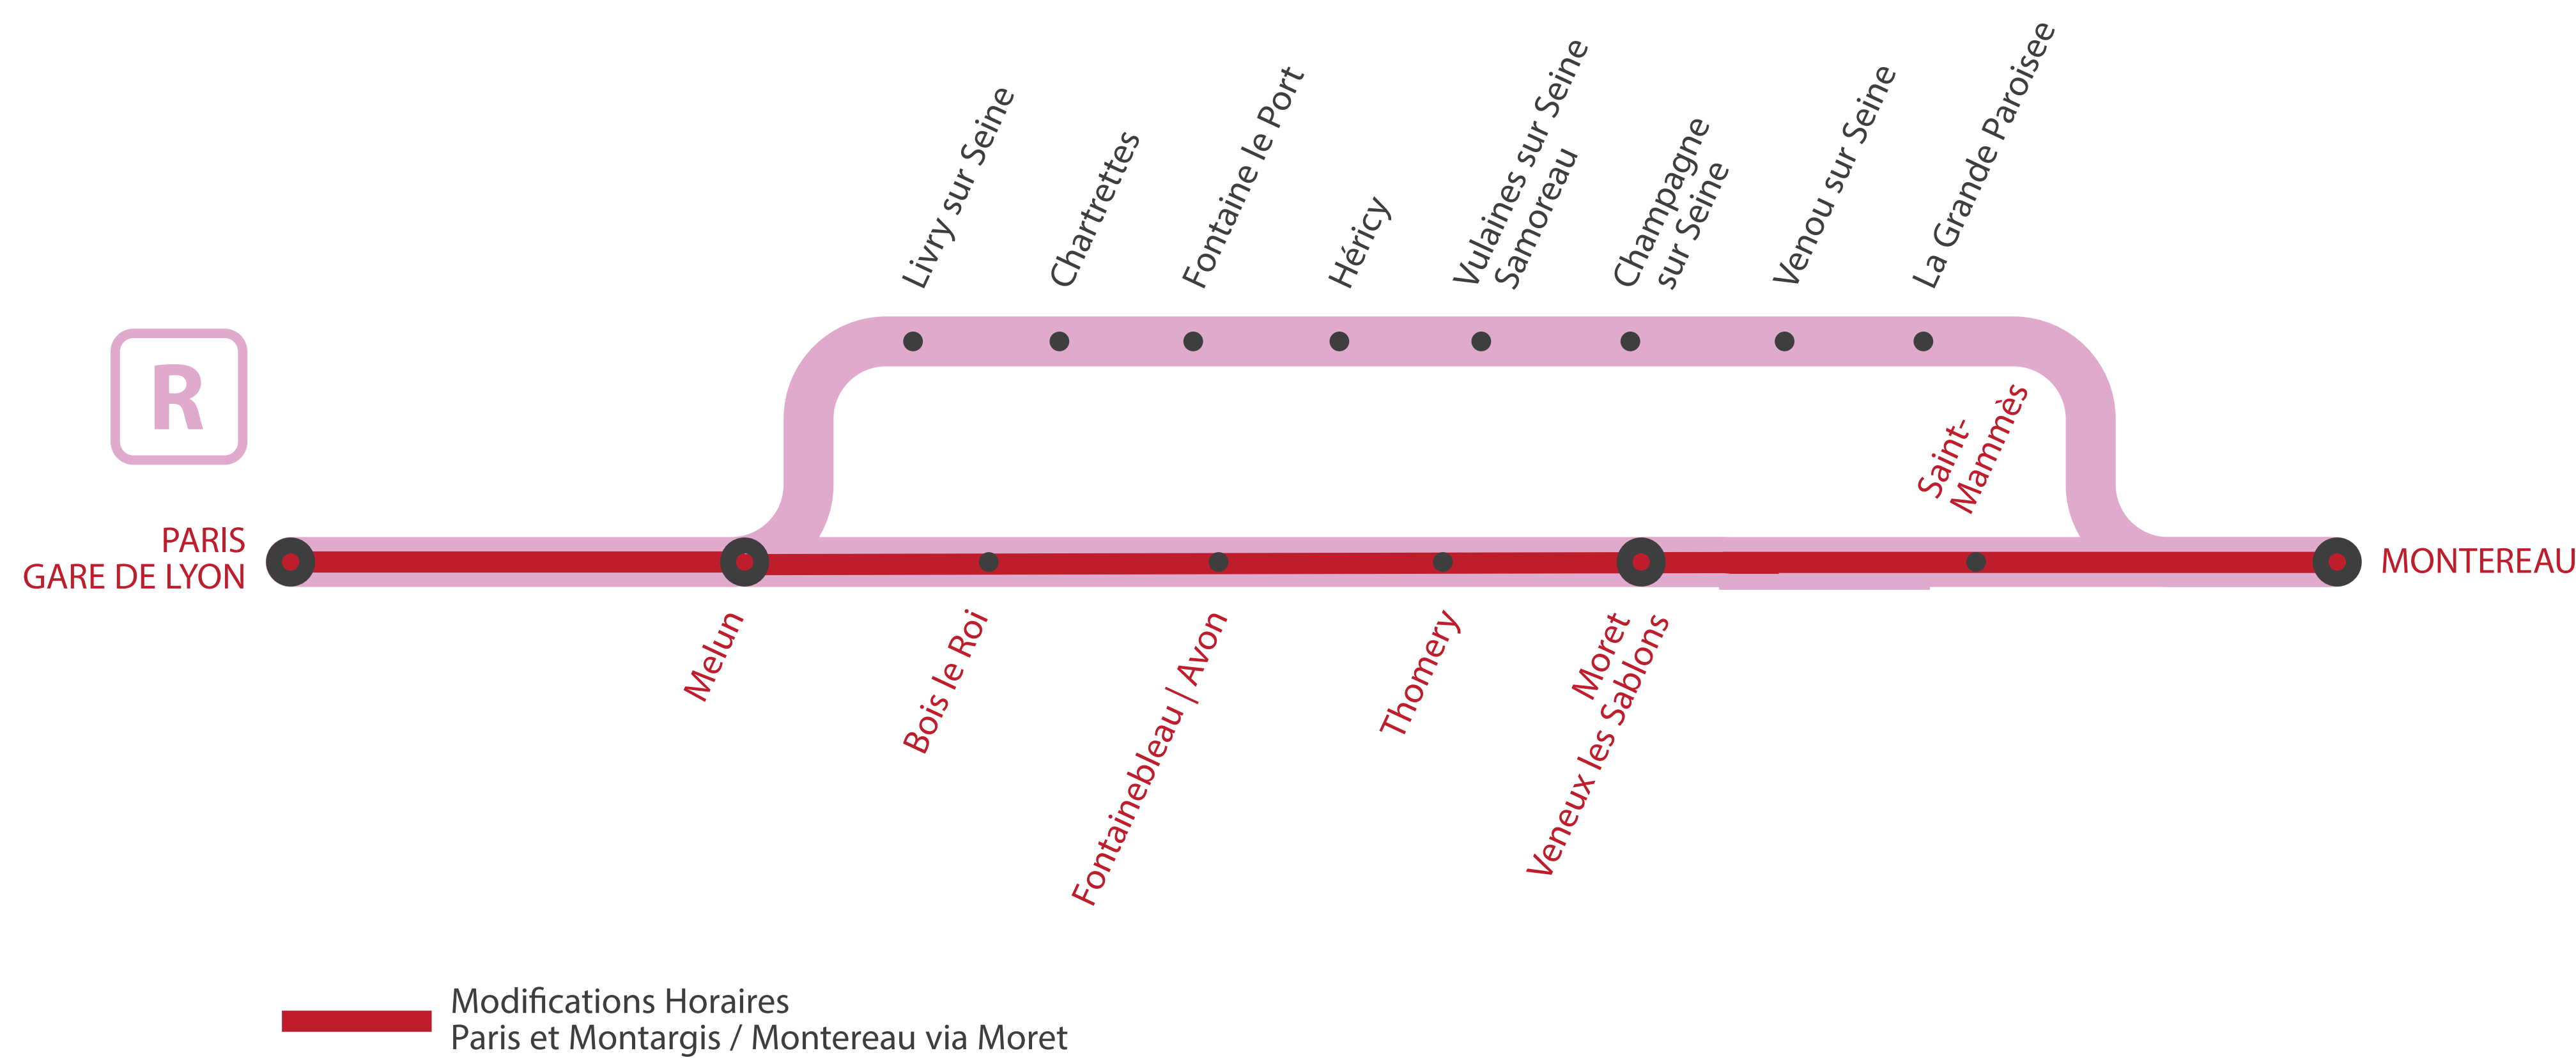 Livry sur Seine
Chartrettes
Fontaine le Port
Héricy
Vulaines sur Seine
Samoreau
Champagne
sur Seine
Venou sur Seine
La Grande Paroisee
R
Saint-
Mammès
PARIS
GARE DE LYON
MONTEREAU
Melun
Bois le Roi
Fontainebleau | Avon
Thomery
Moret
Veneux les Sablons
Modifications Horaires
Paris et Montargis / Montereau via Moret